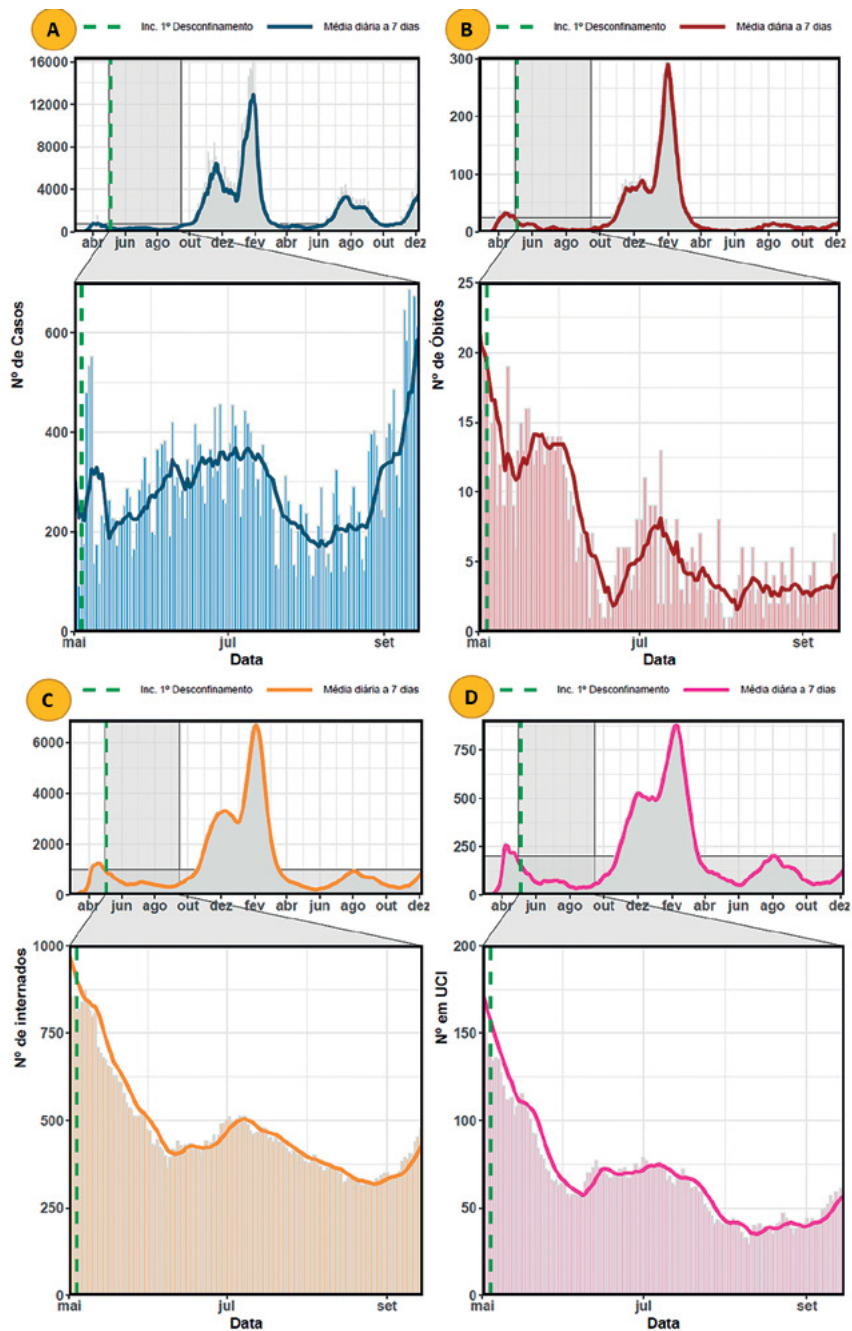 A
Inc. 1º Desconfinamento
Média diária a 7 dias
16000
12000
8000
4000
0
abr jun ago out dez fev abr jun ago out dez
Nº de Casos
600
400
200
0
mai jul set
Data
B
Inc. 1º Desconfinamento
Média diária a 7 dias
300
200
100
0
abr jun ago out dez fev abr jun ago out dez
Nº de Óbitos
25
20
15
10
5
0
mai jul set
Data
C
Inc. 1º Desconfinamento
Média diária a 7 dias
6000
4000
2000
0
abr jun ago out dez fev abr jun ago out dez
Nº de internados
1000
750
500
250
0
mai jul set
Data
D
Inc. 1º Desconfinamento
Média diária a 7 dias
750
500
250
0
abr jun ago out dez fev abr jun ago out dez
Nº em UCI
200
150
100
50
0
mai jul set
Data